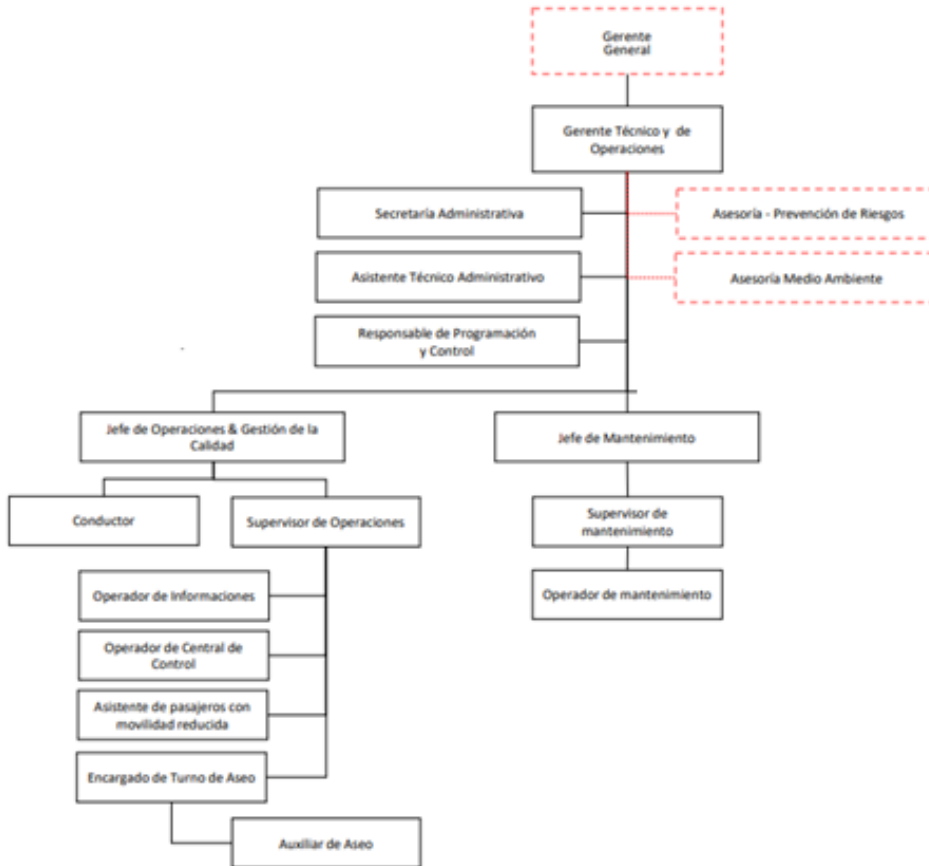 Gerente
General
Gerente Técnico y de
Operaciones
Secretaría Administrativa
Asesoría - Prevención de Riesgos
Asistente Técnico Administrativo
Asesoría Medio Ambiente
Responsable de Programación
y Control
Jefe de Operaciones & Gestión de la
Calidad
Jefe de Mantenimiento
Conductor
Supervisor de Operaciones
Supervisor de
mantenimiento
Operador de Informaciones
Operador de mantenimiento
Operador de Central de
Control
Asistente de pasajeros con
movilidad reducida
Encargado de Turno de Aseo
Auxiliar de Aseo